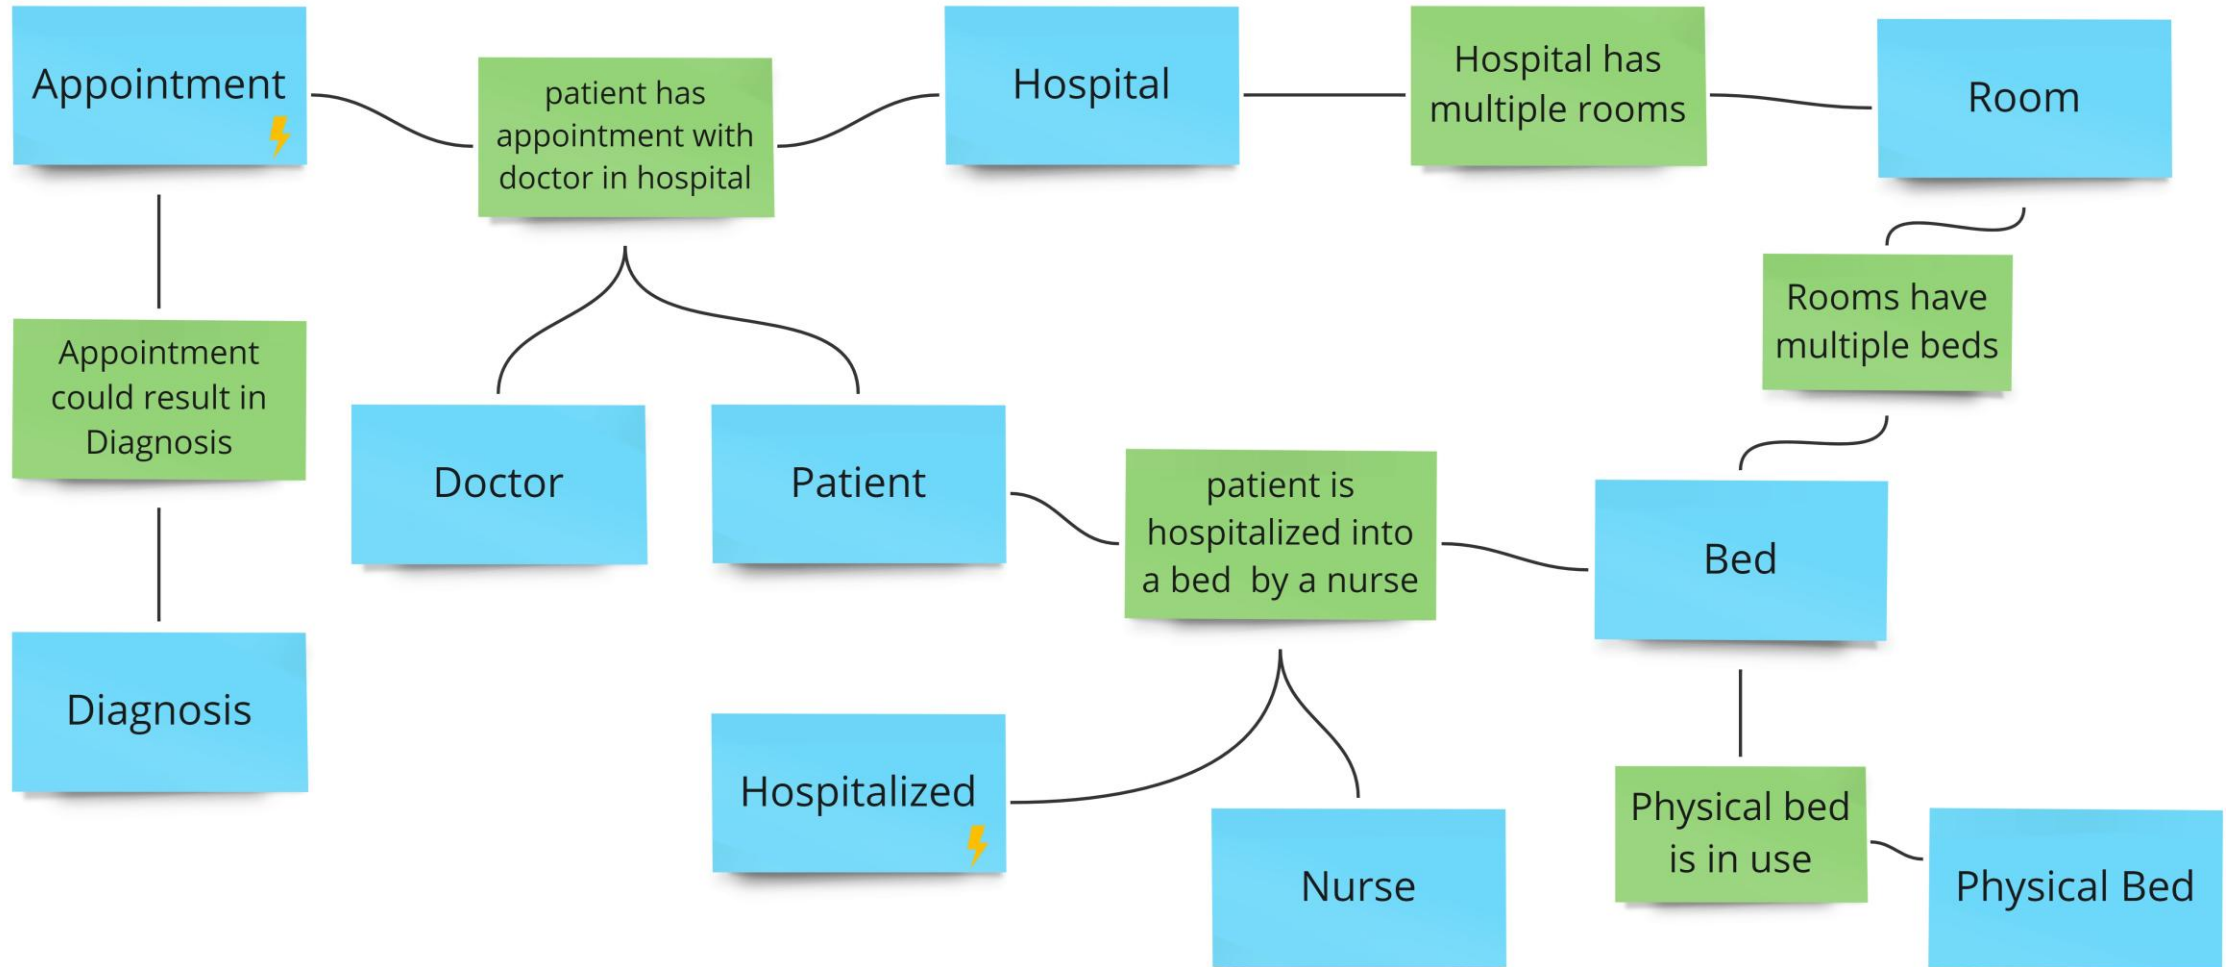 Appointment
patient has
appointment with
doctor in hospital
Hospital
Hospital has
multiple rooms
Room
Rooms have
multiple beds
Appointment
could result in
Diagnosis
Doctor
Patient
patient is
hospitalized into
a bed  by a nurse
Bed
Diagnosis
Hospitalized
Nurse
Physical bed
is in use
Physical Bed